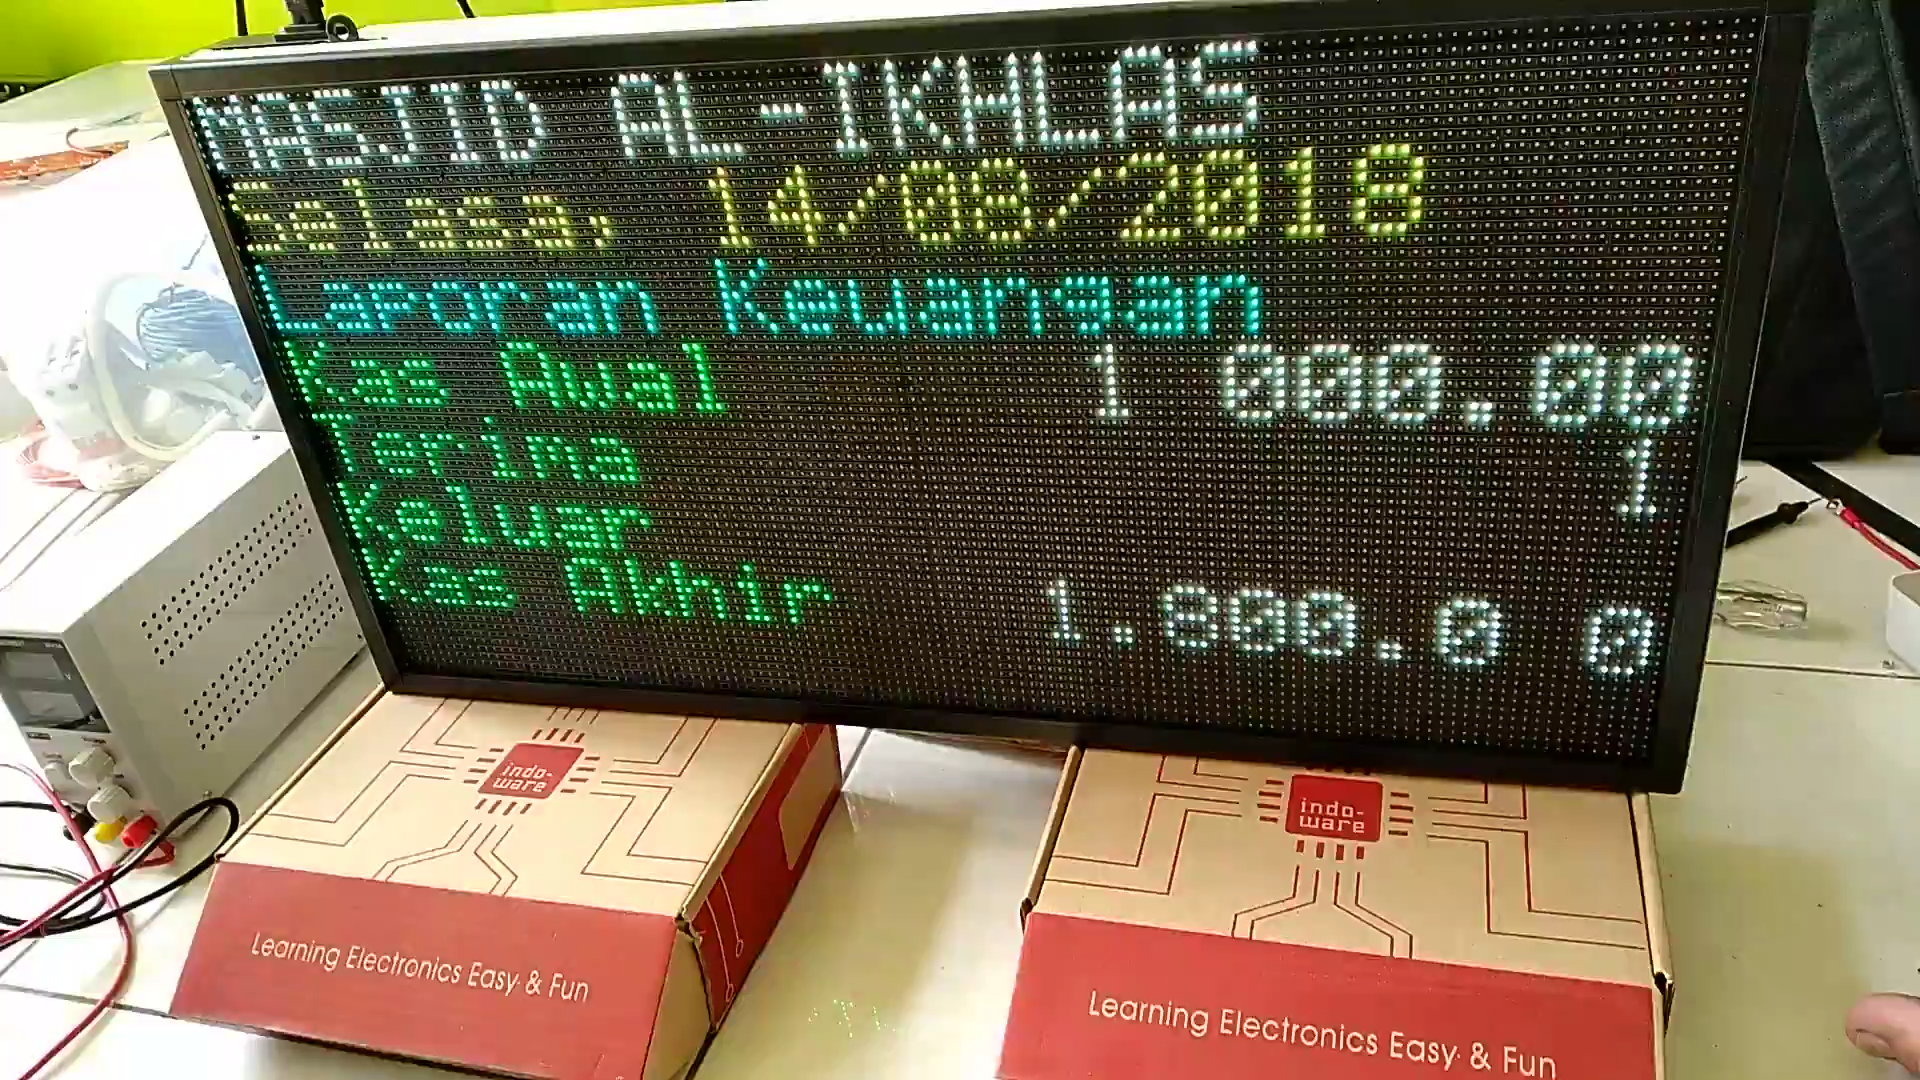 MASJID AL-IKHLAS
Selasa, 14/08/2018
Laporan Keuangan
Kas Awal 1 000.00
Terima 1
Keluar
Kas Akhir 1.800.0 0
indo-
ware
Learning Electronics Easy & Fun
indo-
ware
Learning Electronics Easy & Fun